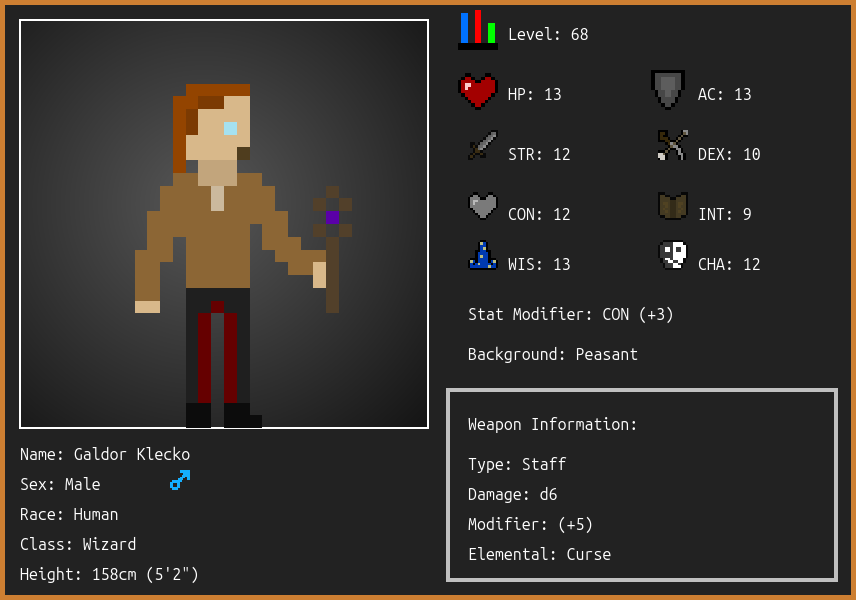 Level: 68
HP: 13
AC: 13
STR: 12
DEX: 10
CON: 12
INT: 9
WIS: 13
CHA: 12
Stat Modifier: CON (+3)
Background: Peasant
Weapon Information:
Type: Staff
Damage: d6
Modifier: (+5)
Elemental: Curse
Name: Galdor Klecko
Sex: Male
Race: Human
Class: Wizard
Height: 158cm (5'2")